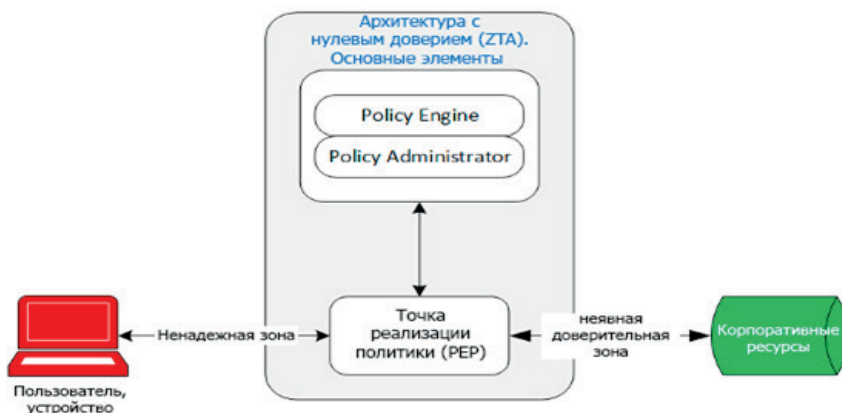 Архитектура с
нулевым доверием (ZTA).
Основные элементы
Policy Engine
Policy Administrator
Ненадежная зона
Точка
реализации
политики (PEP)
неявная
доверительная
зона
Корпоративные
ресурсы
Пользователь,
устройство